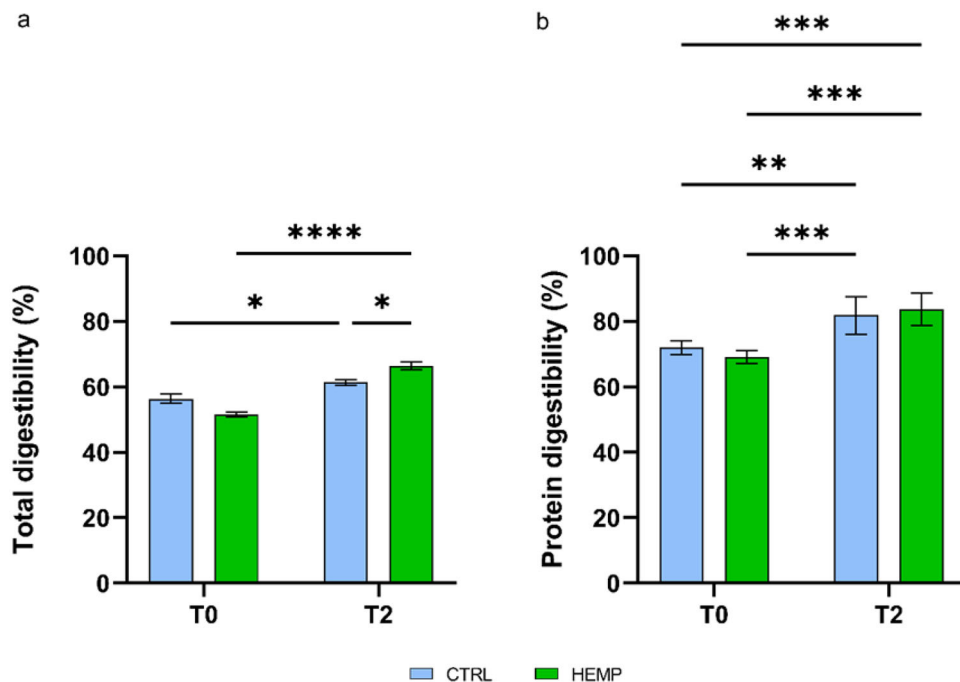 a
****
*
*
Total digestibility (%)
100
80
60
40
20
0
T0
T2
b
***
***
**
***
Protein digestibility (%)
100
80
60
40
20
0
T0
T2
CTRL
HEMP